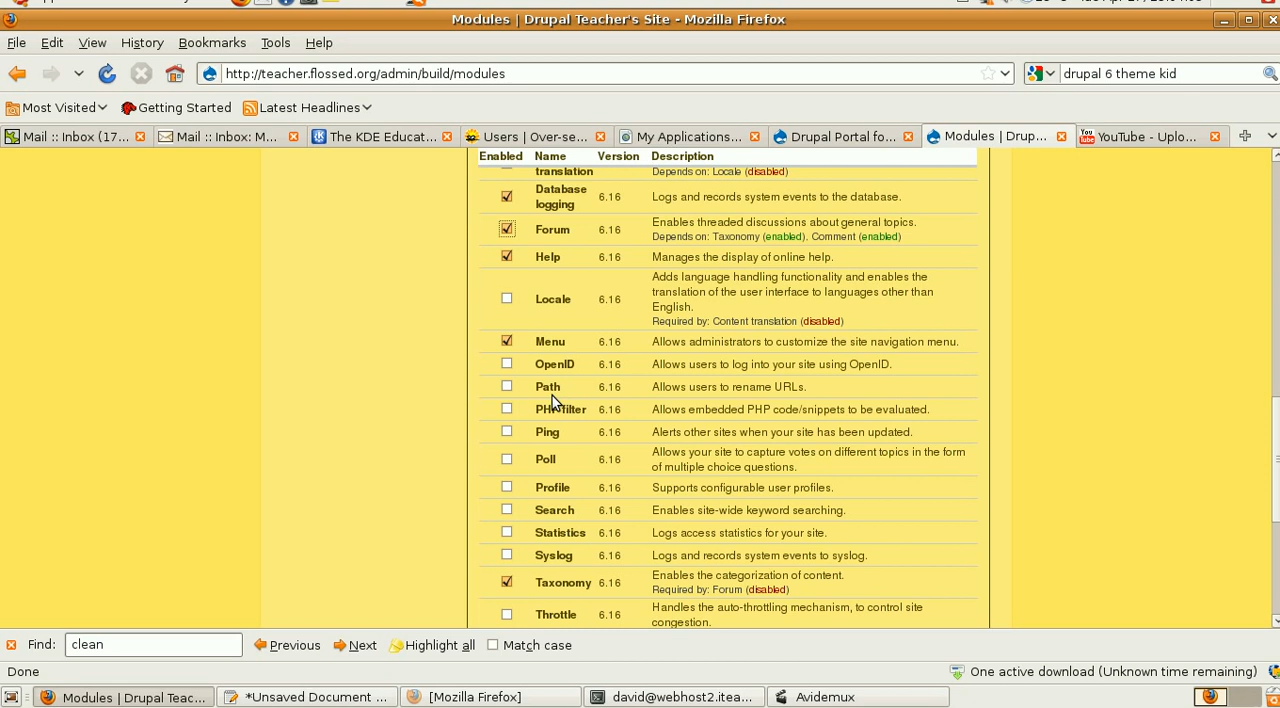 Modules | Drupal Teacher's Site - Mozilla Firefox
File Edit View History Bookmarks Tools Help
http://teacher.flossed.org/admin/build/modules
drupal 6 theme kid
Most Visited Getting Started Latest Headlines
Mail :: Inbox (17... Mail :: Inbox: M... The KDE Educat... Users | Over-se... My Applications... Drupal Portal fo... Modules | Drup... YouTube - Uplo...
Enabled Name Version Description
translation Depends on: Locale (disabled)
Database
logging 6.16 Logs and records system events to the database.
Forum 6.16 Enables threaded discussions about general topics.
Depends on: Taxonomy (enabled), Comment (enabled)
Help 6.16 Manages the display of online help.
Locale 6.16 Adds language handling functionality and enables the
translation of the user interface to languages other than
English.
Required by: Content translation (disabled)
Menu 6.16 Allows administrators to customize the site navigation menu.
OpenID 6.16 Allows users to log into your site using OpenID.
Path 6.16 Allows users to rename URLs.
PHP filter 6.16 Allows embedded PHP code/snippets to be evaluated.
Ping 6.16 Alerts other sites when your site has been updated.
Poll 6.16 Allows your site to capture votes on different topics in the form
of multiple choice questions.
Profile 6.16 Supports configurable user profiles.
Search 6.16 Enables site-wide keyword searching.
Statistics 6.16 Logs access statistics for your site.
Syslog 6.16 Logs and records system events to syslog.
Taxonomy 6.16 Enables the categorization of content.
Required by: Forum (disabled)
Throttle 6.16 Handles the auto-throttling mechanism, to control site
congestion.
Find: clean Previous Next Highlight all Match case
Done One active download (Unknown time remaining)
Modules | Drupal Teac... *Unsaved Document ... [Mozilla Firefox] david@webhost2.itea... Avidemux